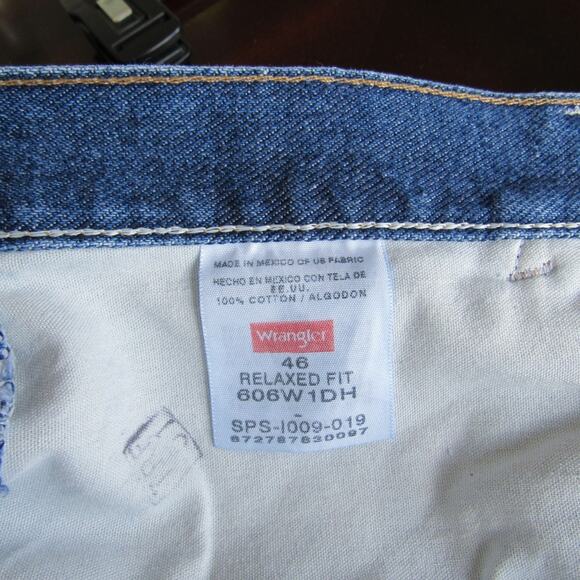 MADE IN MEXICO OF US FABRIC
HECHO EN MEXICO CON TELA DE
EE.UU.
100% COTTON / ALGODON
Wrangler
46
RELAXED FIT
606W1DH
-
SPS-I009-019
872787830097